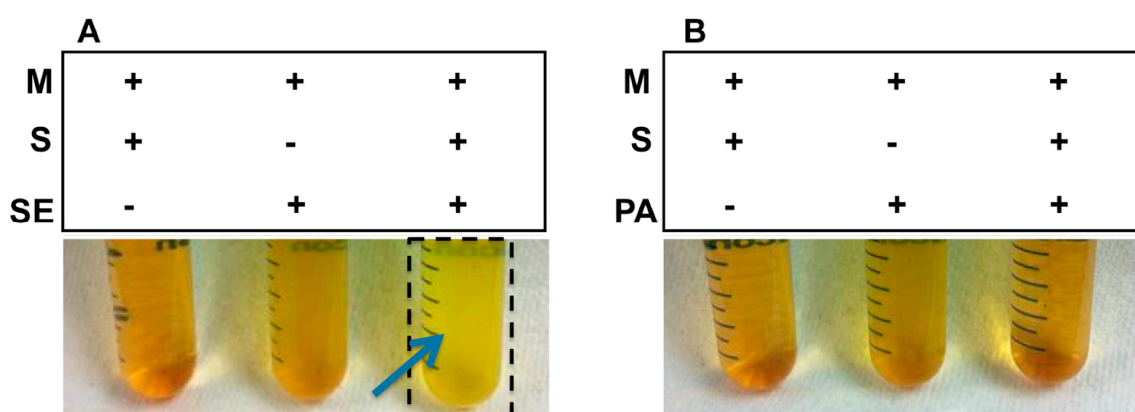 A
M + + +
S + - +
SE - + +
B
M + + +
S + - +
PA - + +